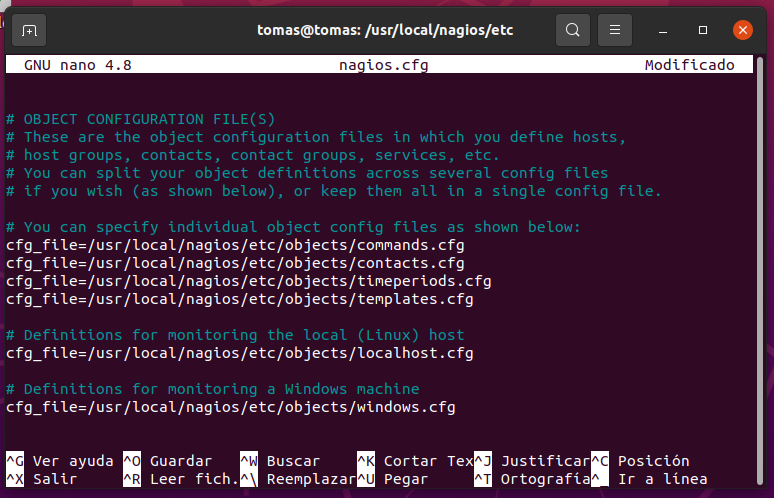 tomas@tomas: /usr/local/nagios/etc
GNU nano 4.8 nagios.cfg Modificado
# OBJECT CONFIGURATION FILE(S)
# These are the object configuration files in which you define hosts,
# host groups, contacts, contact groups, services, etc.
# You can split your object definitions across several config files
# if you wish (as shown below), or keep them all in a single config file.
# You can specify individual object config files as shown below:
cfg_file=/usr/local/nagios/etc/objects/commands.cfg
cfg_file=/usr/local/nagios/etc/objects/contacts.cfg
cfg_file=/usr/local/nagios/etc/objects/timeperiods.cfg
cfg_file=/usr/local/nagios/etc/objects/templates.cfg
# Definitions for monitoring the local (Linux) host
cfg_file=/usr/local/nagios/etc/objects/localhost.cfg
# Definitions for monitoring a Windows machine
cfg_file=/usr/local/nagios/etc/objects/windows.cfg
^G Ver ayuda ^O Guardar ^W Buscar ^K Cortar Tex^J Justificar^C Posición
^X Salir ^R Leer fich.^\ Reemplazar^U Pegar ^T Ortografía^_ Ir a línea